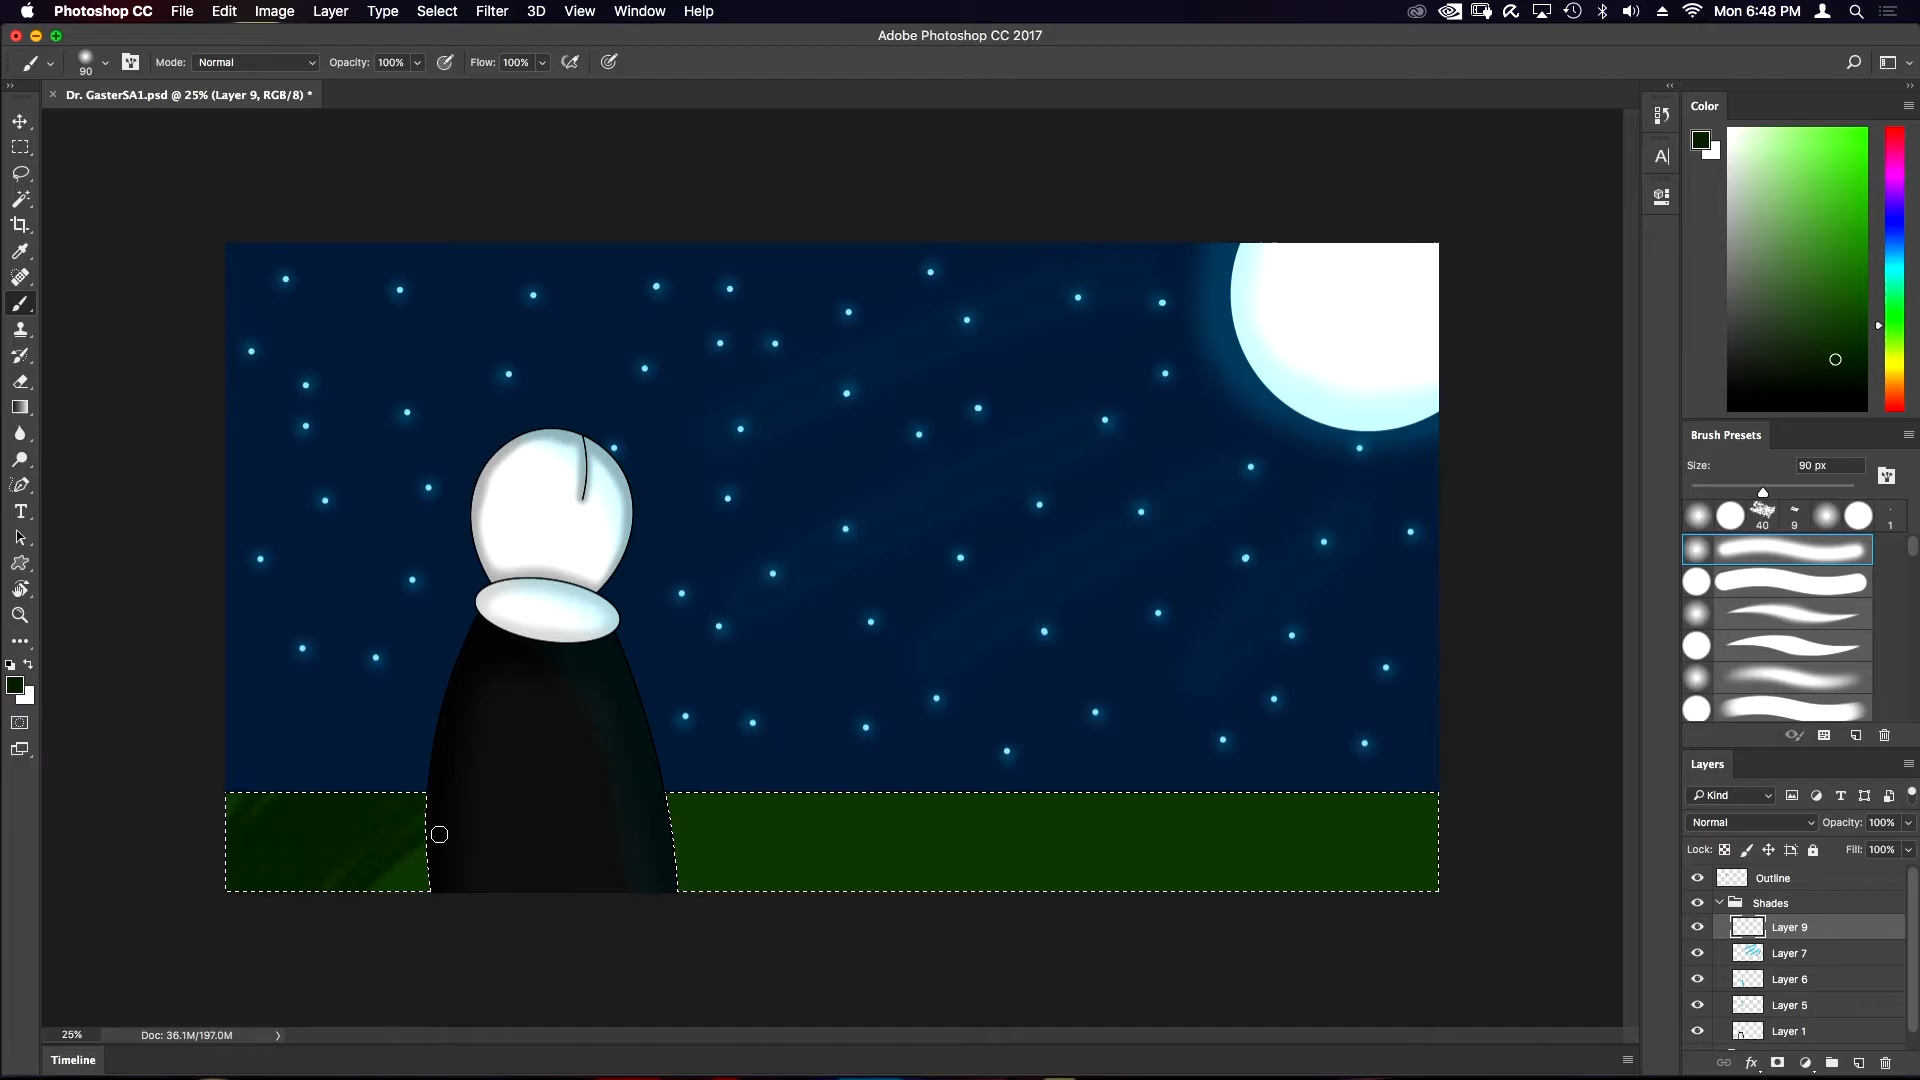 Photoshop CC File Edit Image Layer Type Select Filter 3D View Window Help Mon 6:48 PM
Adobe Photoshop CC 2017
90 Mode: Normal Opacity: 100% Flow: 100%
Dr. GasterSA1.psd @ 25% (Layer 9, RGB/8) *
Color
Brush Presets
Size: 90 px
40 9 1
Layers
Kind
Normal Opacity: 100%
Lock: Fill: 100%
Outline
Shades
Layer 9
Layer 7
Layer 6
Layer 5
Layer 1
25% Doc: 36.1M/197.0M
Timeline